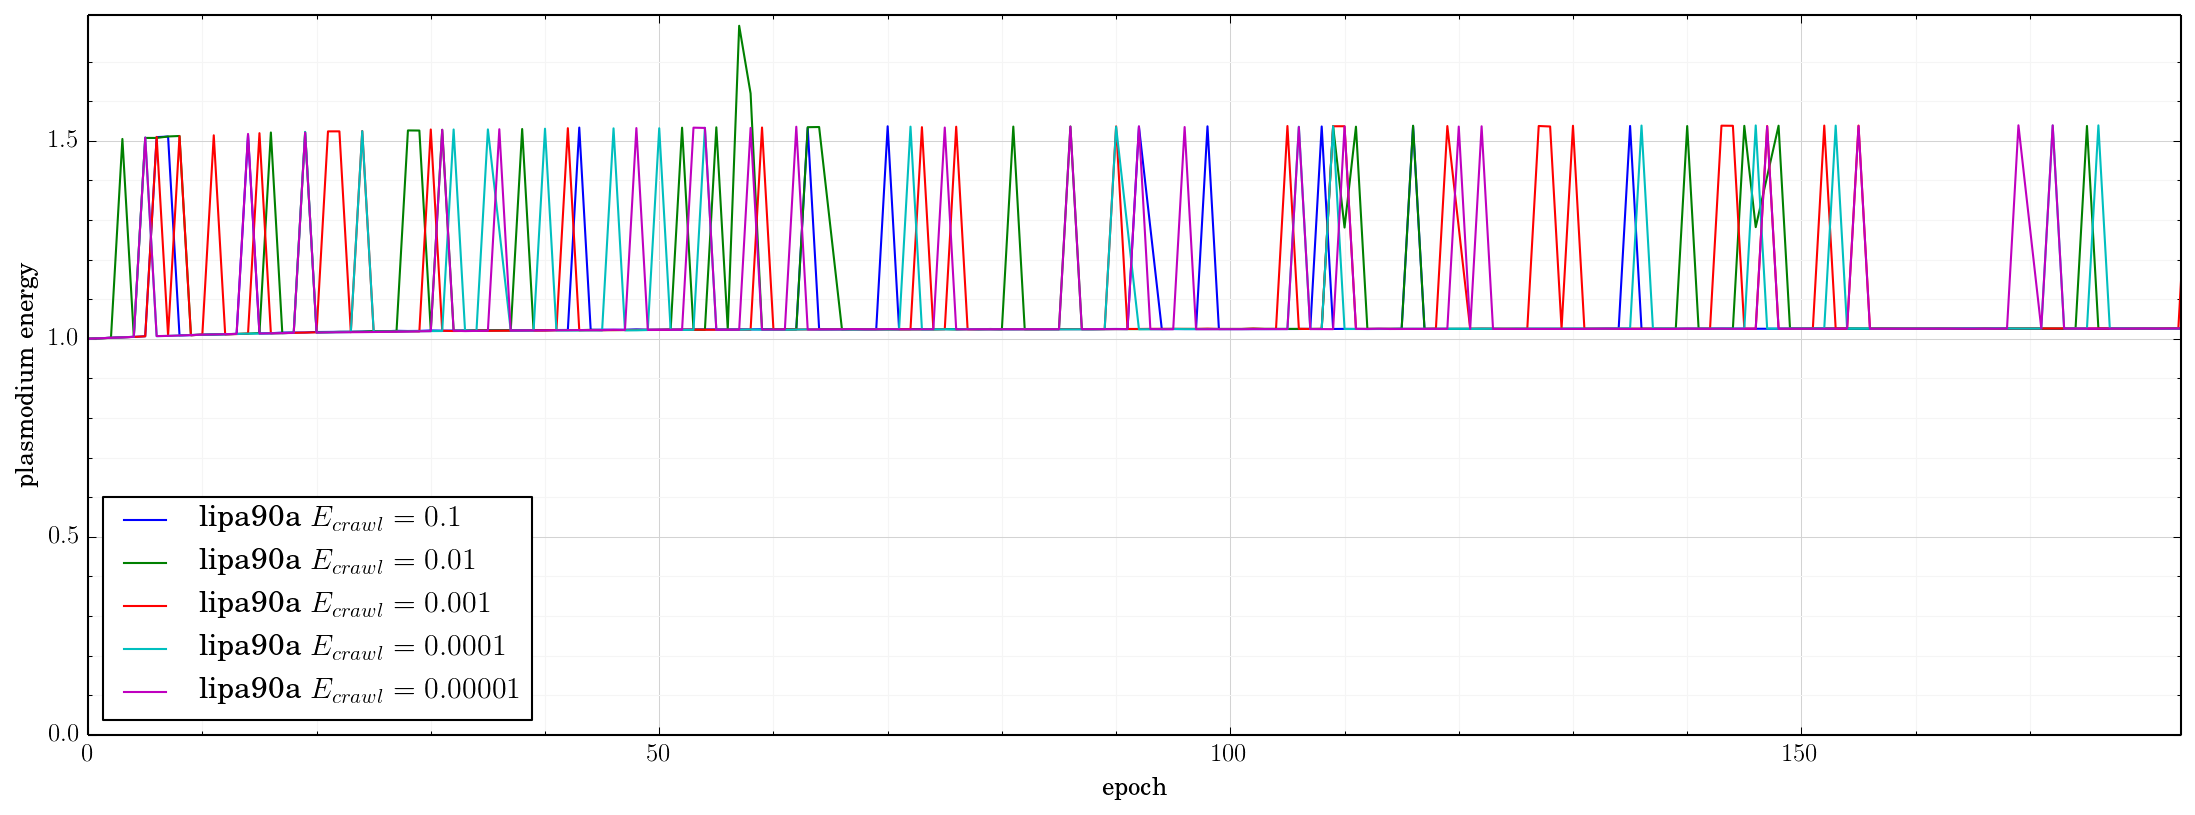 1.5
1.0
0.5
0.0
plasmodium energy
lipa90a E_crawl = 0.1
lipa90a E_crawl = 0.01
lipa90a E_crawl = 0.001
lipa90a E_crawl = 0.0001
lipa90a E_crawl = 0.00001
0 50 100 150
epoch